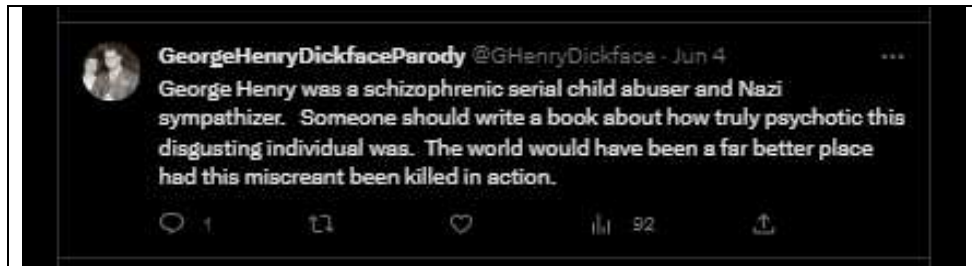 GeorgeHenryDickfaceParody @GHenryDickface · Jun 4 ···
George Henry was a schizophrenic serial child abuser and Nazi
sympathizer. Someone should write a book about how truly psychotic this
disgusting individual was. The world would have been a far better place
had this miscreant been killed in action.
1 92